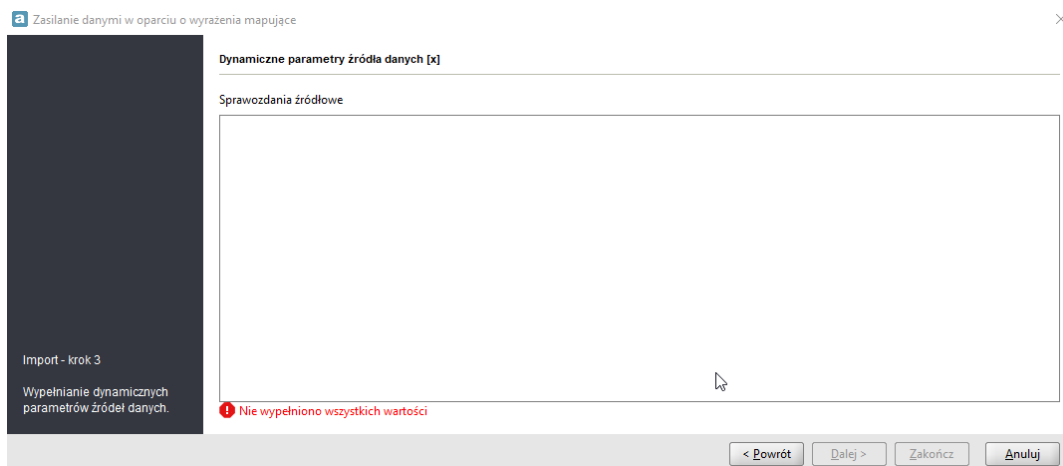 a Zasilanie danymi w oparciu o wyrażenia mapujące
Dynamiczne parametry źródła danych [x]
Sprawozdania źródłowe
Import - krok 3
Wypełnianie dynamicznych
parametrów źródeł danych.
! Nie wypełniono wszystkich wartości
< Powrót Dalej > Zakończ Anuluj